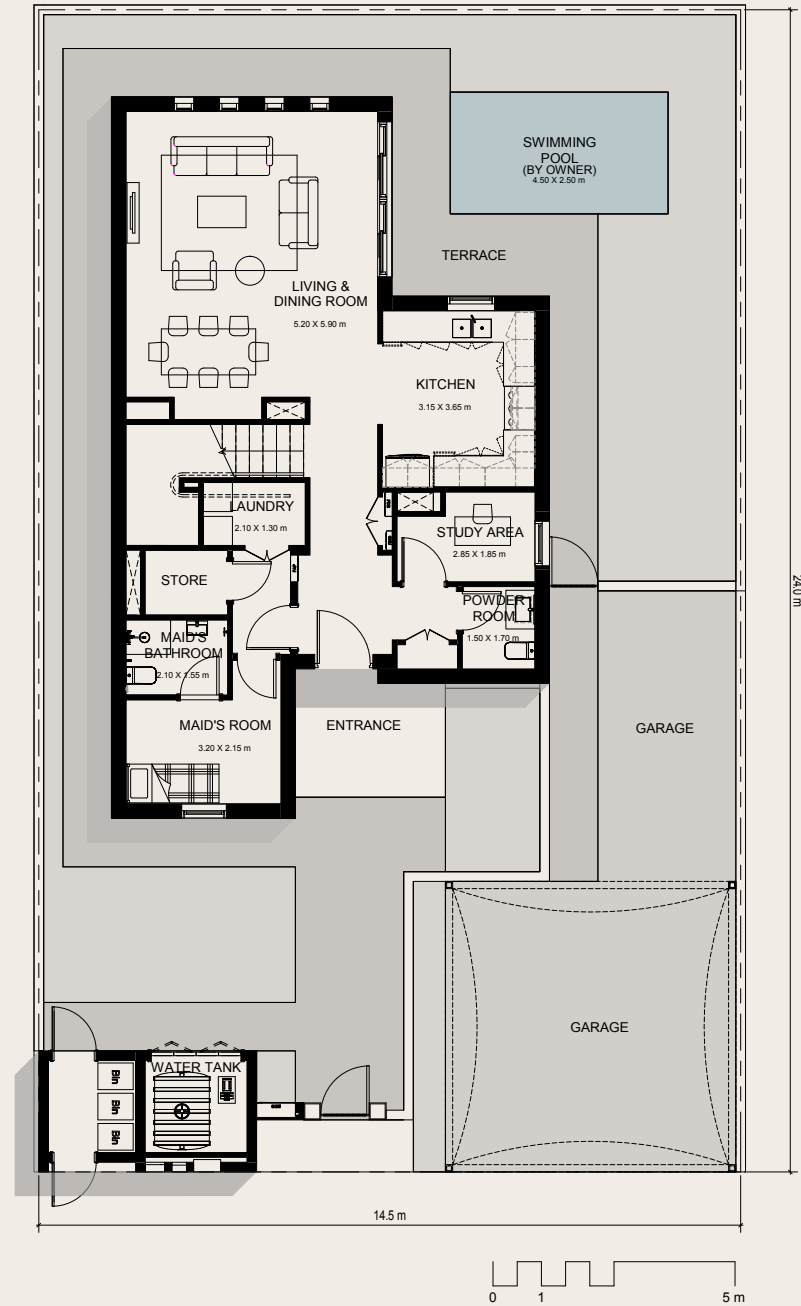 SWIMMING
POOL
(BY OWNER)
4.50 X 2.50 m
TERRACE
LIVING &
DINING ROOM
5.20 X 5.90 m
KITCHEN
3.15 X 3.65 m
LAUNDRY
2.10 X 1.30 m
STUDY AREA
2.85 X 1.85 m
STORE
POWDER
ROOM
1.50 X 1.70 m
MAID'S
BATHROOM
2.10 X 1.55 m
MAID'S ROOM
3.20 X 2.15 m
ENTRANCE
GARAGE
24.0 m
GARAGE
WATER TANK
Bin
Bin
Bin
14.5 m
0 1 5 m